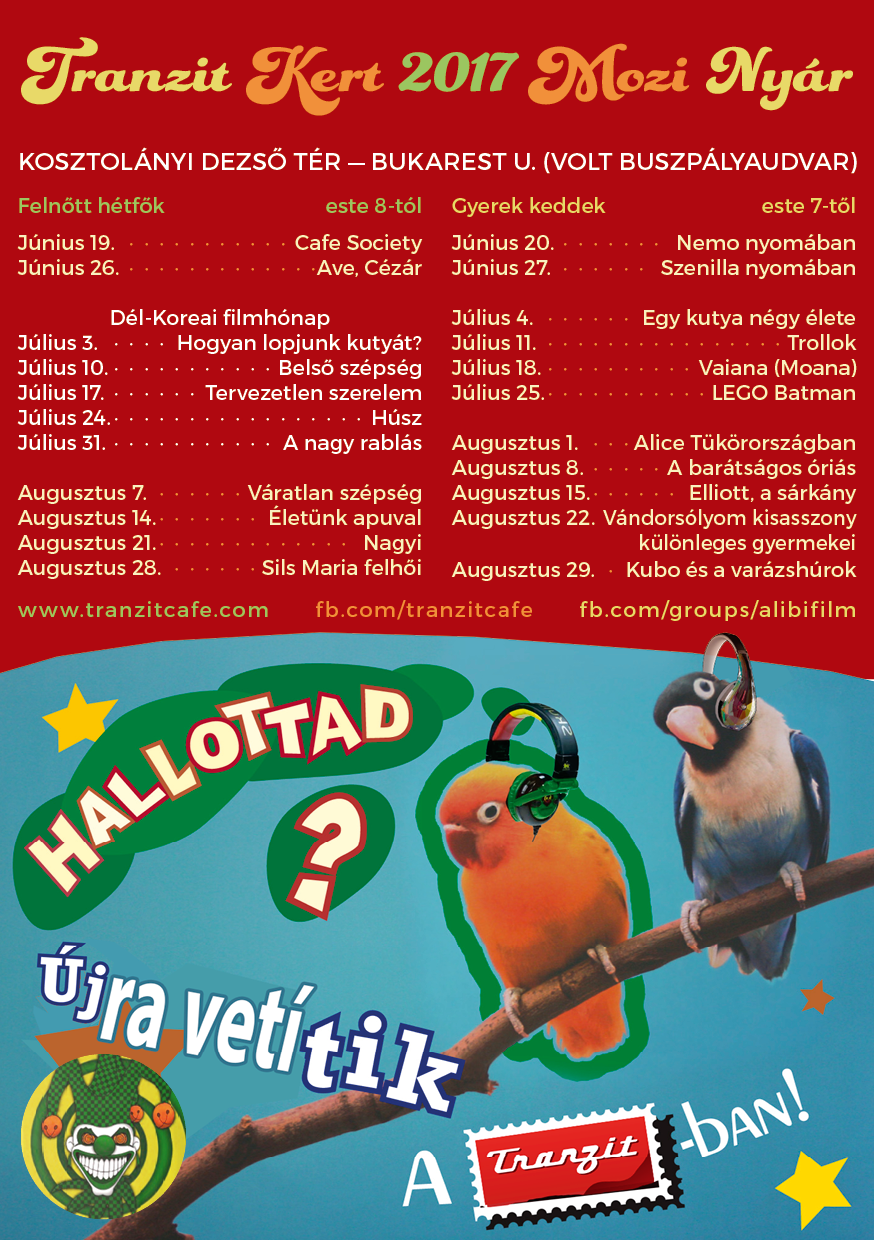 Tranzit Kert 2017 Mozi Nyár
KOSZTOLÁNYI DEZSŐ TÉR — BUKAREST U. (VOLT BUSZPÁLYAUDVAR)
Felnőtt hétfők este 8-tól
Június 19. Cafe Society
Június 26. Ave, Cézár
Dél-Koreai filmhónap
Július 3. Hogyan lopjunk kutyát?
Július 10. Belső szépség
Július 17. Tervezetlen szerelem
Július 24. Húsz
Július 31. A nagy rablás
Augusztus 7. Váratlan szépség
Augusztus 14. Életünk apuval
Augusztus 21. Nagyi
Augusztus 28. Sils Maria felhői
Gyerek keddek este 7-től
Június 20. Nemo nyomában
Június 27. Szenilla nyomában
Július 4. Egy kutya négy élete
Július 11. Trollok
Július 18. Vaiana (Moana)
Július 25. LEGO Batman
Augusztus 1. Alice Tükörországban
Augusztus 8. A barátságos óriás
Augusztus 15. Elliott, a sárkány
Augusztus 22. Vándorsólyom kisasszony
különleges gyermekei
Augusztus 29. Kubo és a varázshúrok
www.tranzitcafe.com fb.com/tranzitcafe fb.com/groups/alibifilm
HALLOTTAD
?
Újra vetítik
A Tranzit-BAN!